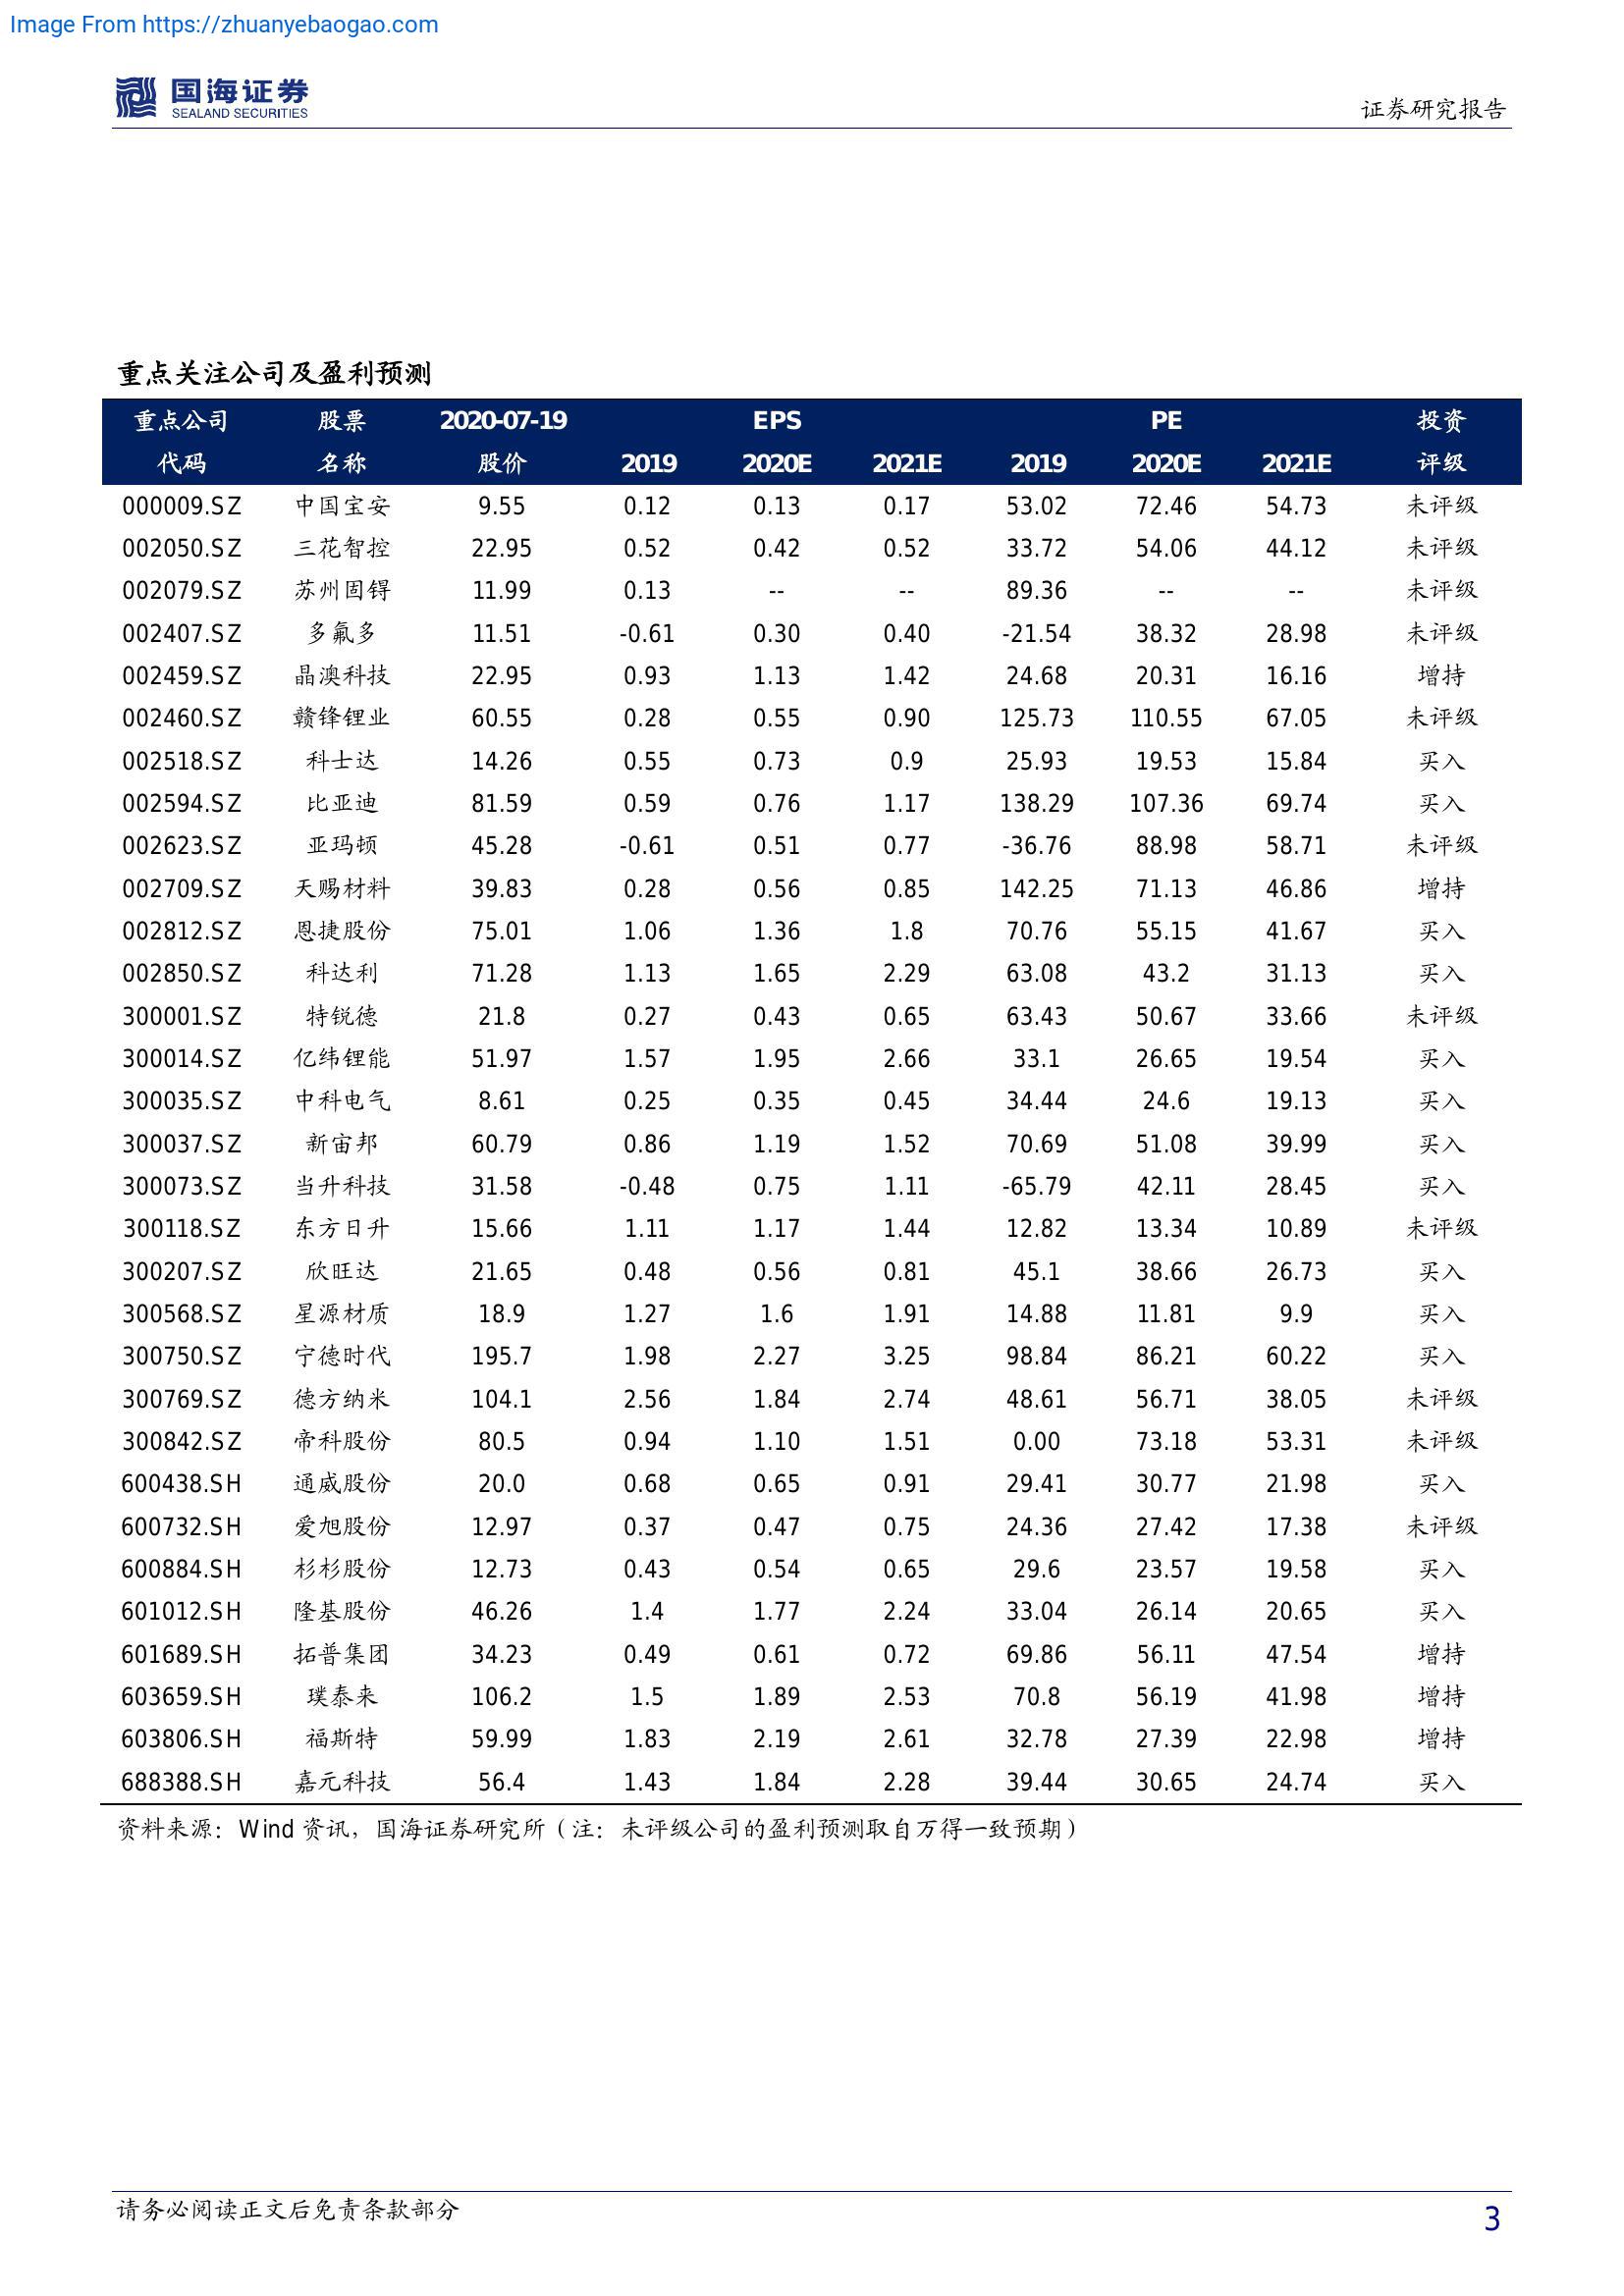 Image From https://zhuanyebaogao.com
国海证券
SEALAND SECURITIES
证券研究报告
重点关注公司及盈利预测
重点公司 股票 2020-07-19 EPS PE 投资
代码 名称 股价 2019 2020E 2021E 2019 2020E 2021E 评级
000009.SZ 中国宝安 9.55 0.12 0.13 0.17 53.02 72.46 54.73 未评级
002050.SZ 三花智控 22.95 0.52 0.42 0.52 33.72 54.06 44.12 未评级
002079.SZ 苏州固锝 11.99 0.13 -- -- 89.36 -- -- 未评级
002407.SZ 多氟多 11.51 -0.61 0.30 0.40 -21.54 38.32 28.98 未评级
002459.SZ 晶澳科技 22.95 0.93 1.13 1.42 24.68 20.31 16.16 增持
002460.SZ 赣锋锂业 60.55 0.28 0.55 0.90 125.73 110.55 67.05 未评级
002518.SZ 科士达 14.26 0.55 0.73 0.9 25.93 19.53 15.84 买入
002594.SZ 比亚迪 81.59 0.59 0.76 1.17 138.29 107.36 69.74 买入
002623.SZ 亚玛顿 45.28 -0.61 0.51 0.77 -36.76 88.98 58.71 未评级
002709.SZ 天赐材料 39.83 0.28 0.56 0.85 142.25 71.13 46.86 增持
002812.SZ 恩捷股份 75.01 1.06 1.36 1.8 70.76 55.15 41.67 买入
002850.SZ 科达利 71.28 1.13 1.65 2.29 63.08 43.2 31.13 买入
300001.SZ 特锐德 21.8 0.27 0.43 0.65 63.43 50.67 33.66 未评级
300014.SZ 亿纬锂能 51.97 1.57 1.95 2.66 33.1 26.65 19.54 买入
300035.SZ 中科电气 8.61 0.25 0.35 0.45 34.44 24.6 19.13 买入
300037.SZ 新宙邦 60.79 0.86 1.19 1.52 70.69 51.08 39.99 买入
300073.SZ 当升科技 31.58 -0.48 0.75 1.11 -65.79 42.11 28.45 买入
300118.SZ 东方日升 15.66 1.11 1.17 1.44 12.82 13.34 10.89 未评级
300207.SZ 欣旺达 21.65 0.48 0.56 0.81 45.1 38.66 26.73 买入
300568.SZ 星源材质 18.9 1.27 1.6 1.91 14.88 11.81 9.9 买入
300750.SZ 宁德时代 195.7 1.98 2.27 3.25 98.84 86.21 60.22 买入
300769.SZ 德方纳米 104.1 2.56 1.84 2.74 48.61 56.71 38.05 未评级
300842.SZ 帝科股份 80.5 0.94 1.10 1.51 0.00 73.18 53.31 未评级
600438.SH 通威股份 20.0 0.68 0.65 0.91 29.41 30.77 21.98 买入
600732.SH 爱旭股份 12.97 0.37 0.47 0.75 24.36 27.42 17.38 未评级
600884.SH 杉杉股份 12.73 0.43 0.54 0.65 29.6 23.57 19.58 买入
601012.SH 隆基股份 46.26 1.4 1.77 2.24 33.04 26.14 20.65 买入
601689.SH 拓普集团 34.23 0.49 0.61 0.72 69.86 56.11 47.54 增持
603659.SH 璞泰来 106.2 1.5 1.89 2.53 70.8 56.19 41.98 增持
603806.SH 福斯特 59.99 1.83 2.19 2.61 32.78 27.39 22.98 增持
688388.SH 嘉元科技 56.4 1.43 1.84 2.28 39.44 30.65 24.74 买入
资料来源：Wind 资讯，国海证券研究所（注：未评级公司的盈利预测取自万得一致预期）
请务必阅读正文后免责条款部分
3